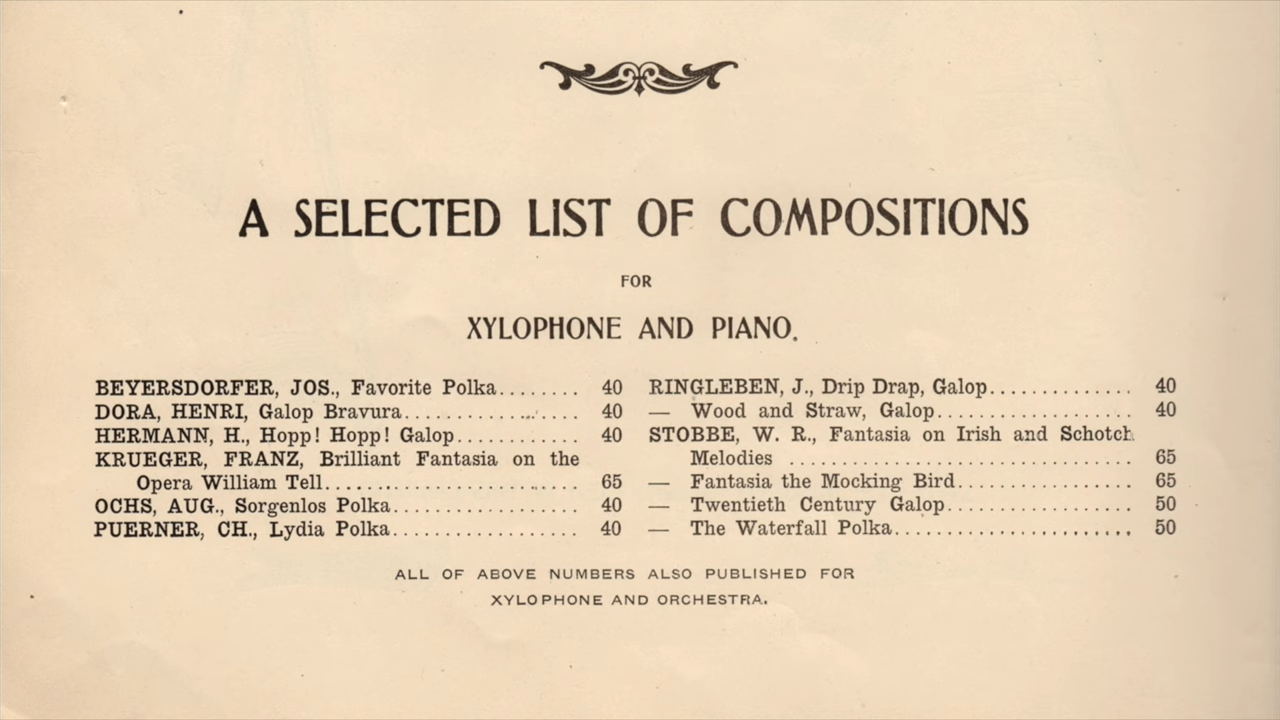 A SELECTED LIST OF COMPOSITIONS
FOR
XYLOPHONE AND PIANO.
BEYERSDORFER, JOS., Favorite Polka........ 40
DORA, HENRI, Galop Bravura.................. 40
HERMANN, H., Hopp! Hopp! Galop............ 40
KRUEGER, FRANZ, Brilliant Fantasia on the
Opera William Tell......................... 65
OCHS, AUG., Sorgenlos Polka................... 40
PUERNER, CH., Lydia Polka................... 40
RINGLEBEN, J., Drip Drap, Galop.............. 40
— Wood and Straw, Galop.................... 40
STOBBE, W. R., Fantasia on Irish and Schotch
Melodies .................................. 65
— Fantasia the Mocking Bird................. 65
— Twentieth Century Galop.................. 50
— The Waterfall Polka........................ 50
ALL OF ABOVE NUMBERS ALSO PUBLISHED FOR
XYLOPHONE AND ORCHESTRA.